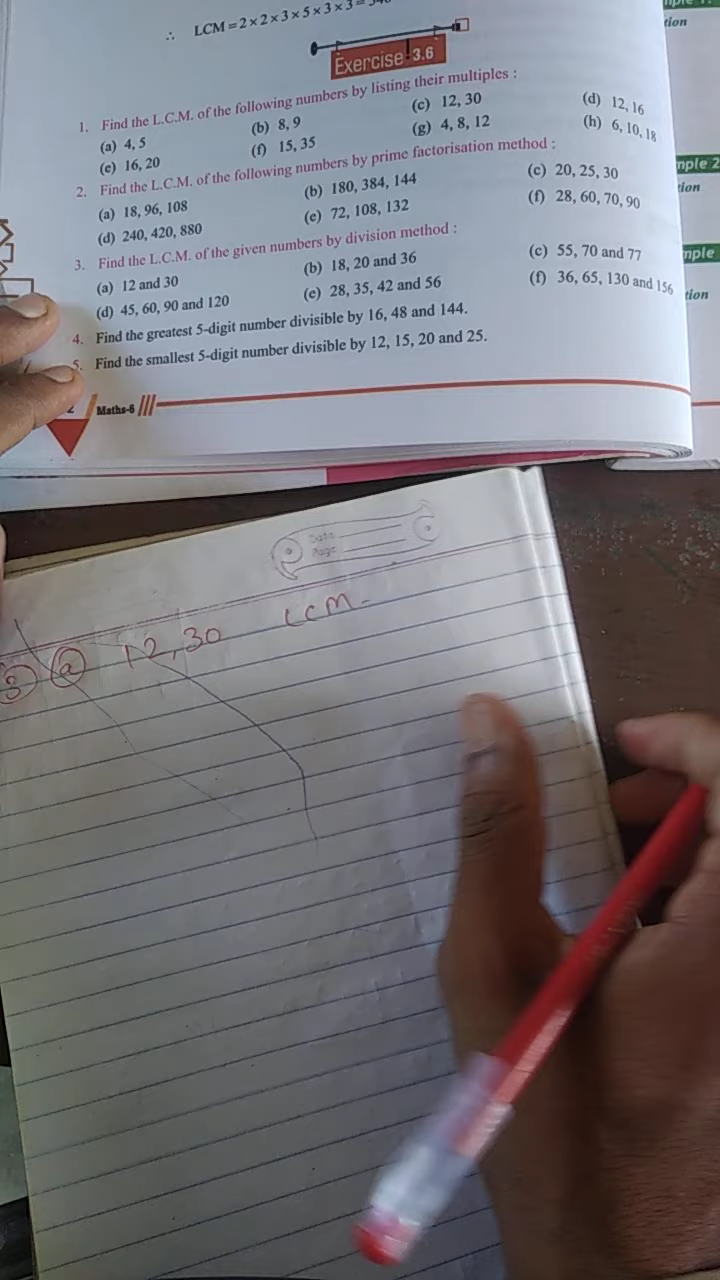 ∴ LCM = 2 × 2 × 3 × 5 × 3 × 3 =
Exercise 3.6
1. Find the L.C.M. of the following numbers by listing their multiples :
(a) 4, 5 (b) 8, 9 (c) 12, 30 (d) 12, 16
(e) 16, 20 (f) 15, 35 (g) 4, 8, 12 (h) 6, 10, 18
2. Find the L.C.M. of the following numbers by prime factorisation method :
(a) 18, 96, 108 (b) 180, 384, 144 (c) 20, 25, 30
(d) 240, 420, 880 (e) 72, 108, 132 (f) 28, 60, 70, 90
3. Find the L.C.M. of the given numbers by division method :
(a) 12 and 30 (b) 18, 20 and 36 (c) 55, 70 and 77
(d) 45, 60, 90 and 120 (e) 28, 35, 42 and 56 (f) 36, 65, 130 and 156
4. Find the greatest 5-digit number divisible by 16, 48 and 144.
5. Find the smallest 5-digit number divisible by 12, 15, 20 and 25.
2 Maths-6
tion
mple 2
tion
mple
tion
Date
Page
3 a 12, 30 LCM-